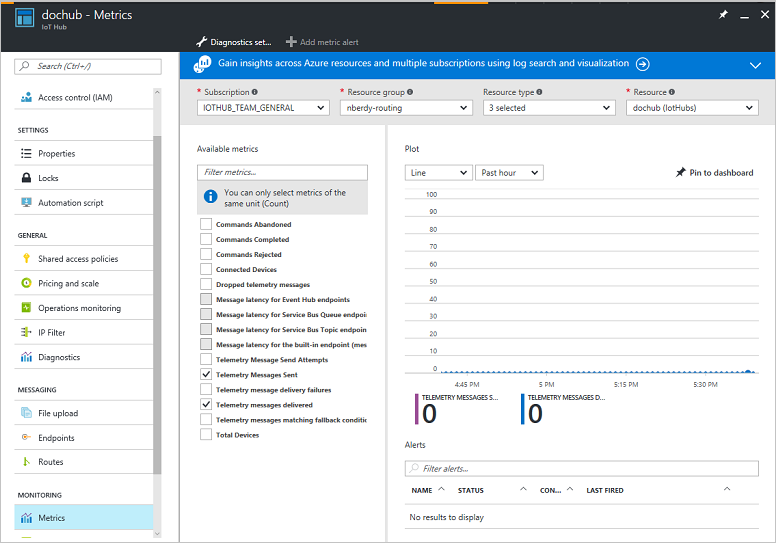 dochub - Metrics
IoT Hub
Diagnostics set...
Add metric alert
Search (Ctrl+/)
Access control (IAM)
SETTINGS
Properties
Locks
Automation script
GENERAL
Shared access policies
Pricing and scale
Operations monitoring
IP Filter
Diagnostics
MESSAGING
File upload
Endpoints
Routes
MONITORING
Metrics
Gain insights across Azure resources and multiple subscriptions using log search and visualization
* Subscription
IOTHUB_TEAM_GENERAL
* Resource group
nberdy-routing
Resource type
3 selected
* Resource
dochub (IotHubs)
Available metrics
Filter metrics...
You can only select metrics of the
same unit (Count)
Commands Abandoned
Commands Completed
Commands Rejected
Connected Devices
Dropped telemetry messages
Message latency for Event Hub endpoints
Message latency for Service Bus Queue endpoin
Message latency for Service Bus Topic endpoin
Message latency for the built-in endpoint (mes
Telemetry Message Send Attempts
Telemetry Messages Sent
Telemetry message delivery failures
Telemetry messages delivered
Telemetry messages matching fallback conditio
Total Devices
Plot
Line
Past hour
Pin to dashboard
100
90
80
70
60
50
40
30
20
10
0
4:45 PM
5 PM
5:15 PM
5:30 PM
TELEMETRY MESSAGES S...
0
TELEMETRY MESSAGES D...
0
Alerts
Filter alerts...
NAME
STATUS
CON...
LAST FIRED
No results to display